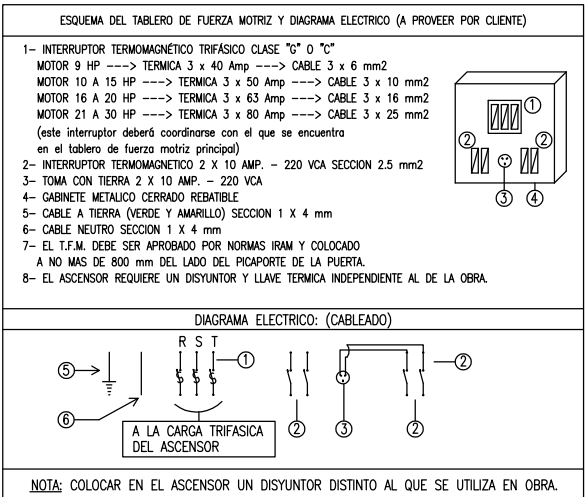 ESQUEMA DEL TABLERO DE FUERZA MOTRIZ Y DIAGRAMA ELECTRICO (A PROVEER POR CLIENTE)
1– INTERRUPTOR TERMOMAGNÉTICO TRIFÁSICO CLASE "G" O "C"
MOTOR 9 HP ---> TERMICA 3 x 40 Amp ---> CABLE 3 x 6 mm2
MOTOR 10 A 15 HP ---> TERMICA 3 x 50 Amp ---> CABLE 3 x 10 mm2
MOTOR 16 A 20 HP ---> TERMICA 3 x 63 Amp ---> CABLE 3 x 16 mm2
MOTOR 21 A 30 HP ---> TERMICA 3 x 80 Amp ---> CABLE 3 x 25 mm2
(este interruptor deberá coordinarse con el que se encuentra
en el tablero de fuerza motriz principal)
2– INTERRUPTOR TERMOMAGNETICO 2 X 10 AMP. – 220 VCA SECCION 2.5 mm2
3– TOMA CON TIERRA 2 X 10 AMP. – 220 VCA
4– GABINETE METALICO CERRADO REBATIBLE
5– CABLE A TIERRA (VERDE Y AMARILLO) SECCION 1 X 4 mm
6– CABLE NEUTRO SECCION 1 X 4 mm
7– EL T.F.M. DEBE SER APROBADO POR NORMAS IRAM Y COLOCADO
A NO MAS DE 800 mm DEL LADO DEL PICAPORTE DE LA PUERTA.
8– EL ASCENSOR REQUIERE UN DISYUNTOR Y LLAVE TERMICA INDEPENDIENTE AL DE LA OBRA.
1
2 2
3 4
DIAGRAMA ELECTRICO: (CABLEADO)
R S T
1
2
5
6
A LA CARGA TRIFASICA
DEL ASCENSOR
2 3 2
NOTA: COLOCAR EN EL ASCENSOR UN DISYUNTOR DISTINTO AL QUE SE UTILIZA EN OBRA.